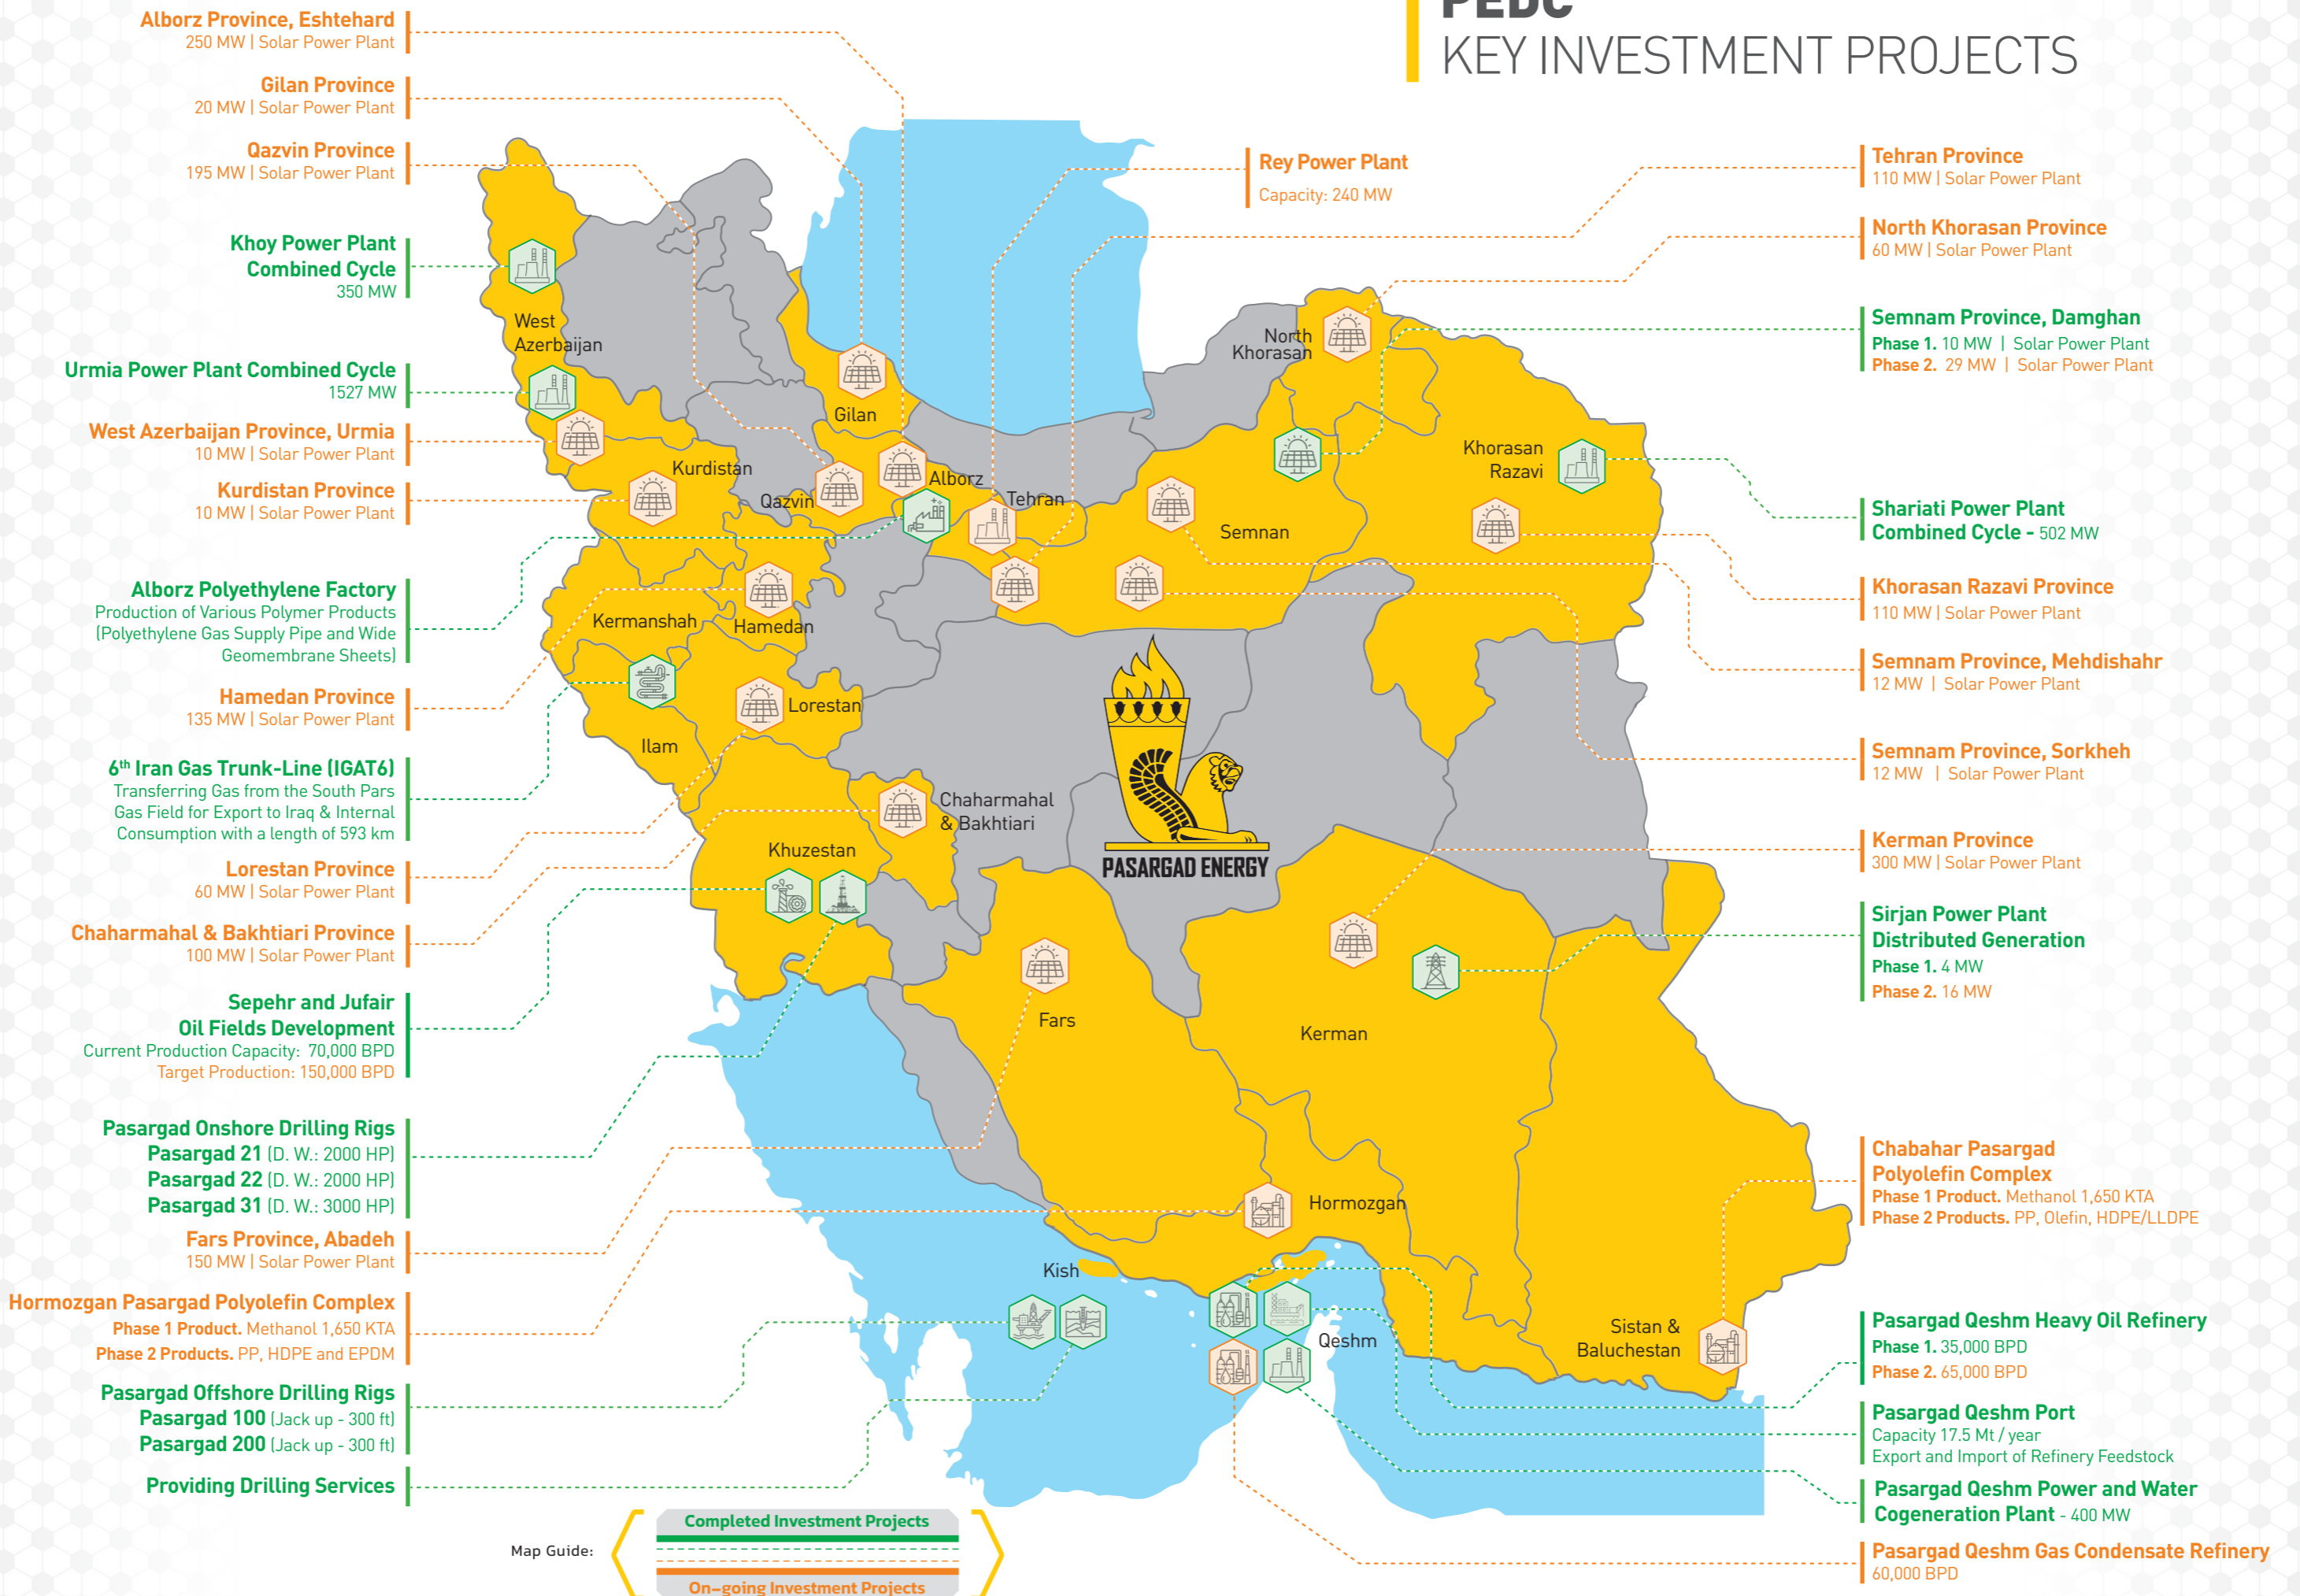 PEDC
KEY INVESTMENT PROJECTS
Alborz Province, Eshtehard
250 MW | Solar Power Plant
Gilan Province
20 MW | Solar Power Plant
Qazvin Province
195 MW | Solar Power Plant
Khoy Power Plant
Combined Cycle
350 MW
Urmia Power Plant Combined Cycle
1527 MW
West Azerbaijan Province, Urmia
10 MW | Solar Power Plant
Kurdistan Province
10 MW | Solar Power Plant
Alborz Polyethylene Factory
Production of Various Polymer Products
(Polyethylene Gas Supply Pipe and Wide
Geomembrane Sheets)
Hamedan Province
135 MW | Solar Power Plant
6th Iran Gas Trunk-Line (IGAT6)
Transferring Gas from the South Pars
Gas Field for Export to Iraq & Internal
Consumption with a length of 593 km
Lorestan Province
60 MW | Solar Power Plant
Chaharmahal & Bakhtiari Province
100 MW | Solar Power Plant
Sepehr and Jufair
Oil Fields Development
Current Production Capacity: 70,000 BPD
Target Production: 150,000 BPD
Pasargad Onshore Drilling Rigs
Pasargad 21 (D. W.: 2000 HP)
Pasargad 22 (D. W.: 2000 HP)
Pasargad 31 (D. W.: 3000 HP)
Fars Province, Abadeh
150 MW | Solar Power Plant
Hormozgan Pasargad Polyolefin Complex
Phase 1 Product. Methanol 1,650 KTA
Phase 2 Products. PP, HDPE and EPDM
Pasargad Offshore Drilling Rigs
Pasargad 100 (Jack up - 300 ft)
Pasargad 200 (Jack up - 300 ft)
Providing Drilling Services
Rey Power Plant
Capacity: 240 MW
West
Azerbaijan
Gilan
Kurdistan
Qazvin
Alborz
Tehran
North
Khorasan
Khorasan
Razavi
Semnan
Kermanshah
Hamedan
Lorestan
Ilam
Chaharmahal
& Bakhtiari
Khuzestan
PASARGAD ENERGY
Fars
Kerman
Hormozgan
Kish
Qeshm
Sistan &
Baluchestan
Tehran Province
110 MW | Solar Power Plant
North Khorasan Province
60 MW | Solar Power Plant
Semnam Province, Damghan
Phase 1. 10 MW | Solar Power Plant
Phase 2. 29 MW | Solar Power Plant
Shariati Power Plant
Combined Cycle - 502 MW
Khorasan Razavi Province
110 MW | Solar Power Plant
Semnam Province, Mehdishahr
12 MW | Solar Power Plant
Semnam Province, Sorkheh
12 MW | Solar Power Plant
Kerman Province
300 MW | Solar Power Plant
Sirjan Power Plant
Distributed Generation
Phase 1. 4 MW
Phase 2. 16 MW
Chabahar Pasargad
Polyolefin Complex
Phase 1 Product. Methanol 1,650 KTA
Phase 2 Products. PP, Olefin, HDPE/LLDPE
Pasargad Qeshm Heavy Oil Refinery
Phase 1. 35,000 BPD
Phase 2. 65,000 BPD
Pasargad Qeshm Port
Capacity 17.5 Mt / year
Export and Import of Refinery Feedstock
Pasargad Qeshm Power and Water
Cogeneration Plant - 400 MW
Pasargad Qeshm Gas Condensate Refinery
60,000 BPD
Map Guide:
Completed Investment Projects
On-going Investment Projects